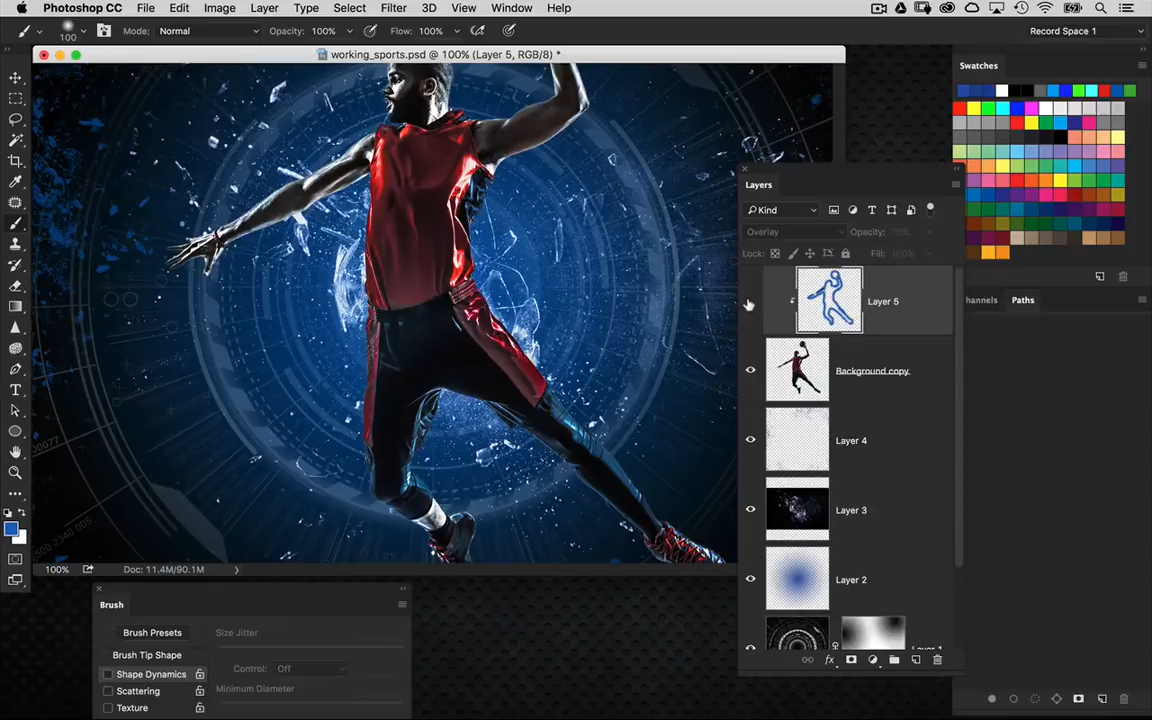 Photoshop CC File Edit Image Layer Type Select Filter 3D View Window Help
100 Mode: Normal Opacity: 100% Flow: 100% Record Space 1
working_sports.psd @ 100% (Layer 5, RGB/8) *
Swatches
Layers
Kind
Overlay Opacity: 75%
Lock: Fill: 100%
Layer 5
hannels Paths
Background copy
Layer 4
Layer 3
Layer 2
Layer 1
100% Doc: 11.4M/90.1M
Brush
Brush Presets Size Jitter
Brush Tip Shape
Control: Off
Shape Dynamics
Scattering Minimum Diameter
Texture